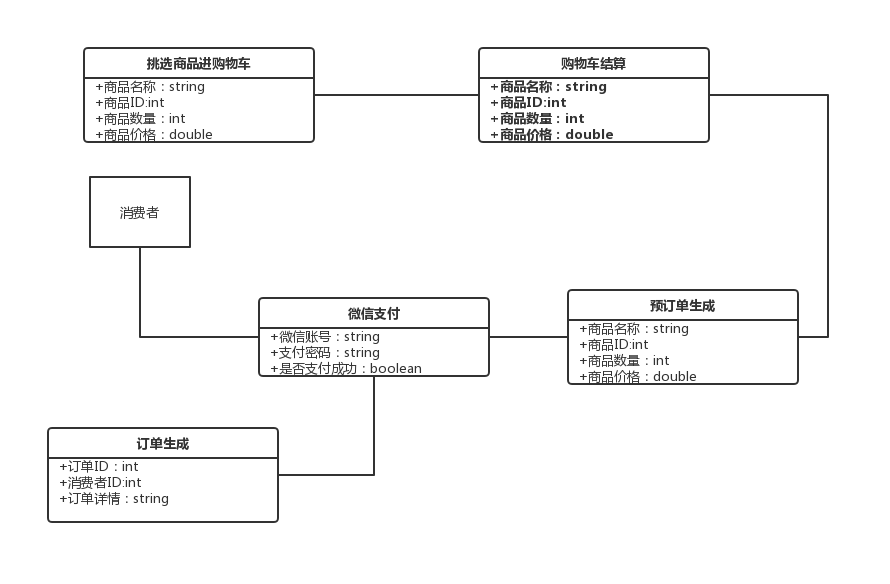 挑选商品进购物车
+商品名称：string
+商品ID:int
+商品数量：int
+商品价格：double
购物车结算
+商品名称：string
+商品ID:int
+商品数量：int
+商品价格：double
消费者
微信支付
+微信账号：string
+支付密码：string
+是否支付成功：boolean
预订单生成
+商品名称：string
+商品ID:int
+商品数量：int
+商品价格：double
订单生成
+订单ID：int
+消费者ID:int
+订单详情：string